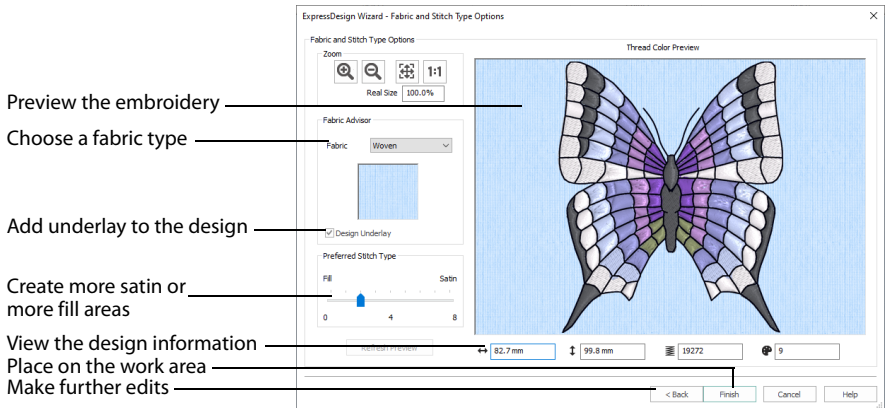 ExpressDesign Wizard - Fabric and Stitch Type Options
Fabric and Stitch Type Options
Zoom
1:1
Real Size 100.0%
Thread Color Preview
Preview the embroidery
Fabric Advisor
Choose a fabric type
Fabric Woven
Add underlay to the design
Design Underlay
Preferred Stitch Type
Fill Satin
Create more satin or
more fill areas
0 4 8
View the design information
Refresh Preview
82.7 mm 99.8 mm 19272 9
Place on the work area
Make further edits
< Back Finish Cancel Help